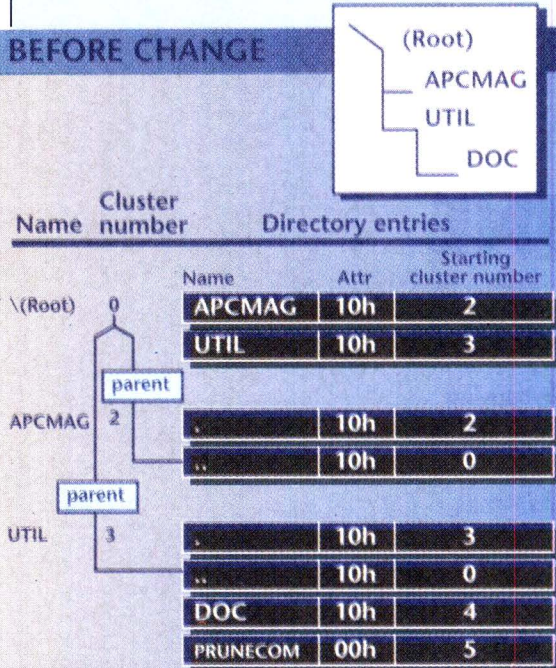 BEFORE CHANGE
(Root)
APCMAG
UTIL
DOC
Name Cluster number Directory entries
Name Attr Starting cluster number
\(Root) 0 APCMAG 10h 2
UTIL 10h 3
parent
APCMAG 2 . 10h 2
.. 10h 0
parent
UTIL 3 . 10h 3
.. 10h 0
DOC 10h 4
PRUNECOM 00h 5